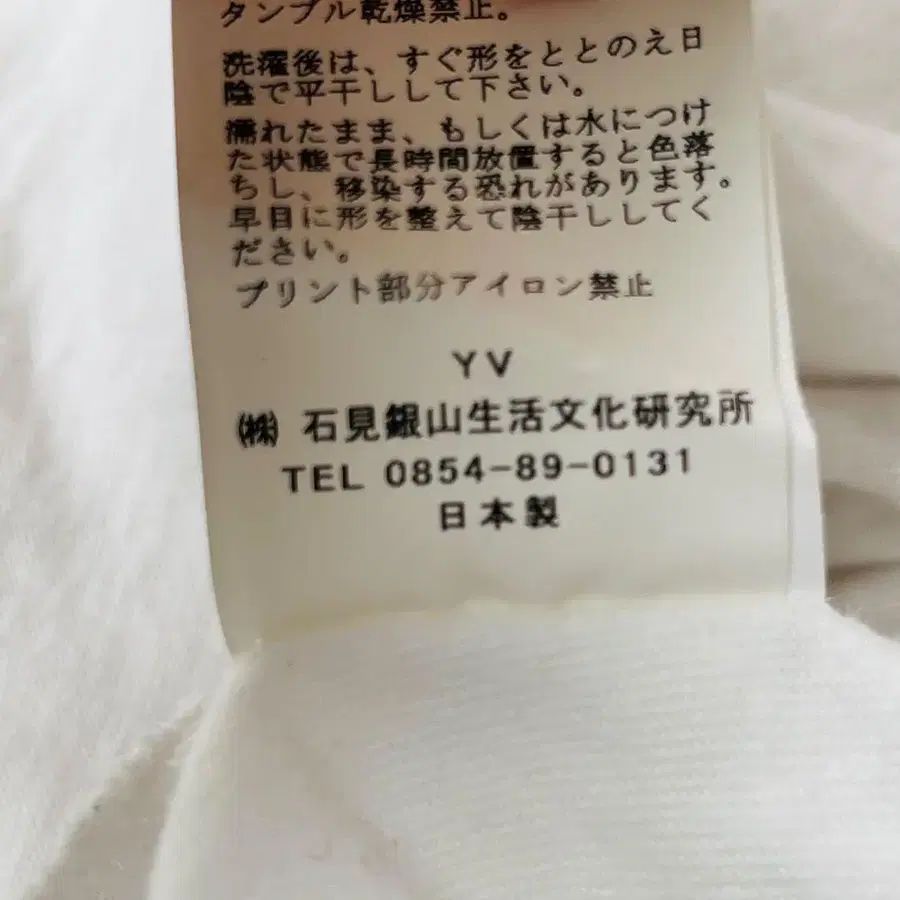 タンブル乾燥禁止。
洗濯後は、すぐ形をととのえ日
陰で平干しして下さい。
濡れたまま、もしくは水につけ
た状態で長時間放置すると色落
ちし、移染する恐れがあります。
早目に形を整えて陰干ししてく
ださい。
プリント部分アイロン禁止
YV
㈱ 石見銀山生活文化研究所
TEL 0854-89-0131
日本製